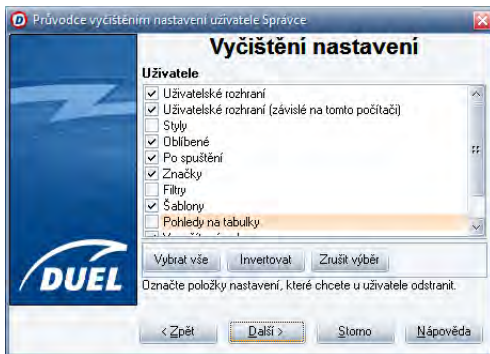 Průvodce vyčištěním nastavení uživatele Správce
Vyčištění nastavení
Uživatele
Uživatelské rozhraní
Uživatelské rozhraní (závislé na tomto počítači)
Styly
Oblíbené
Po spuštění
Značky
Filtry
Šablony
Pohledy na tabulky
Vybrat vše Invertovat Zrušit výběr
Označte položky nastavení, které chcete u uživatele odstranit.
DUEL
< Zpět Další > Storno Nápověda